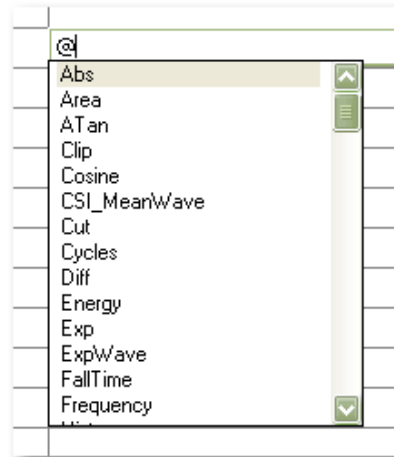 @
Abs
Area
ATan
Clip
Cosine
CSI_MeanWave
Cut
Cycles
Diff
Energy
Exp
ExpWave
FallTime
Frequency